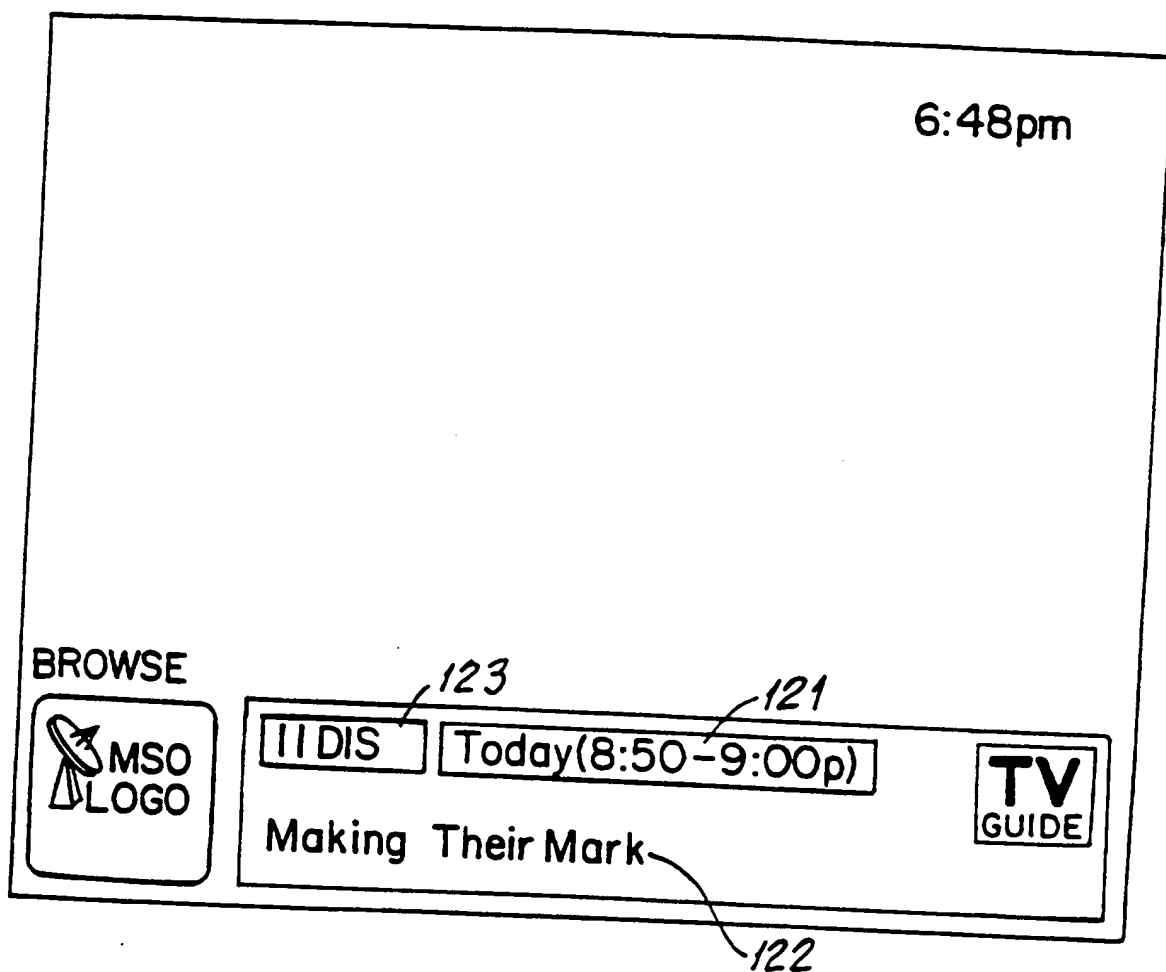 6:48pm
BROWSE
123
121
MSO
LOGO
11 DIS
Today(8:50-9:00p)
TV
GUIDE
Making Their Mark
122